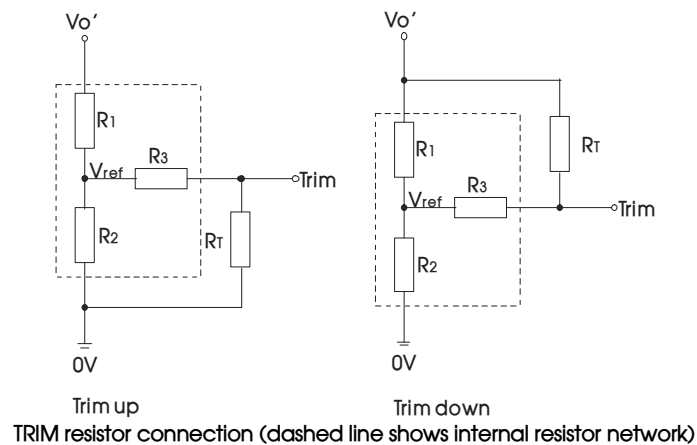 Vo'
R1
Vref
R3
Trim
R2
RT
0V
Trim up
Vo'
R1
RT
Vref
R3
Trim
R2
0V
Trim down
TRIM resistor connection (dashed line shows internal resistor network)